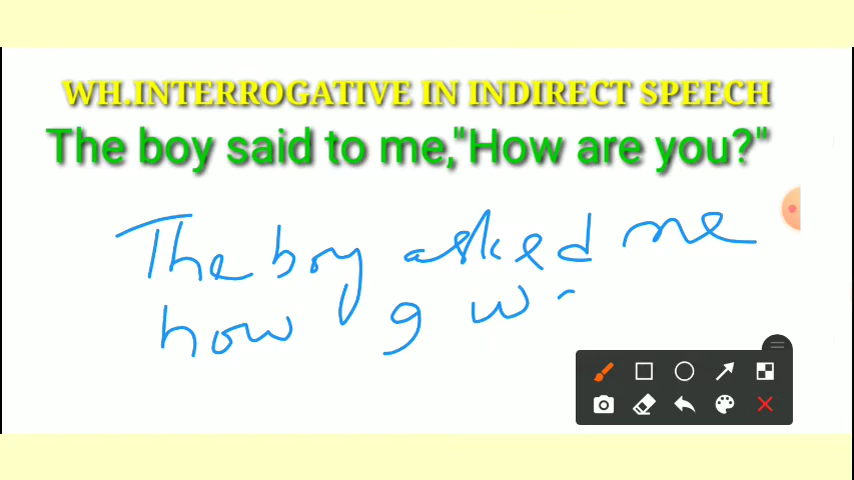 WH.INTERROGATIVE IN INDIRECT SPEECH
The boy said to me,"How are you?"
The boy asked me
how I w